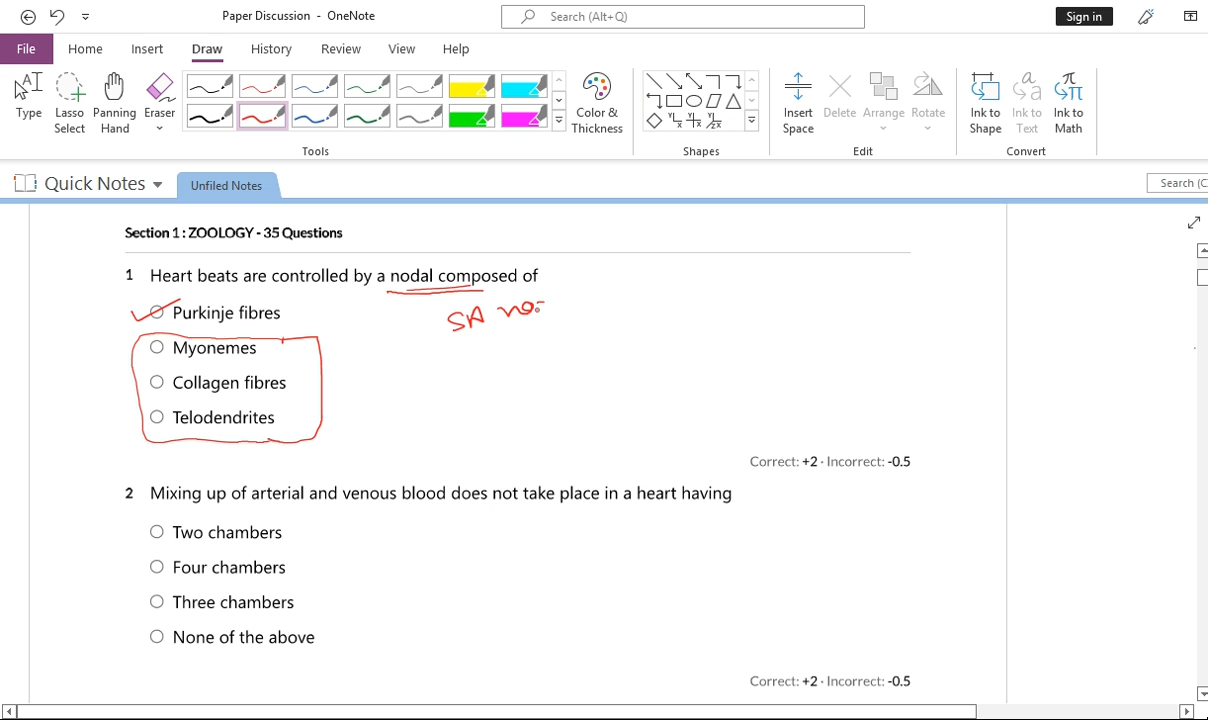 Paper Discussion - OneNote
Search (Alt+Q)
Sign in
File Home Insert Draw History Review View Help
Type
Lasso Select
Panning Hand
Eraser
Color & Thickness
Insert Space
Delete
Arrange
Rotate
Ink to Shape
Ink to Text
Ink to Math
Tools
Shapes
Edit
Convert
Quick Notes
Unfiled Notes
Search (C
Section 1 : ZOOLOGY - 35 Questions
1 Heart beats are controlled by a nodal composed of
Purkinje fibres
SA no
Myonemes
Collagen fibres
Telodendrites
Correct: +2 · Incorrect: -0.5
2 Mixing up of arterial and venous blood does not take place in a heart having
Two chambers
Four chambers
Three chambers
None of the above
Correct: +2 · Incorrect: -0.5